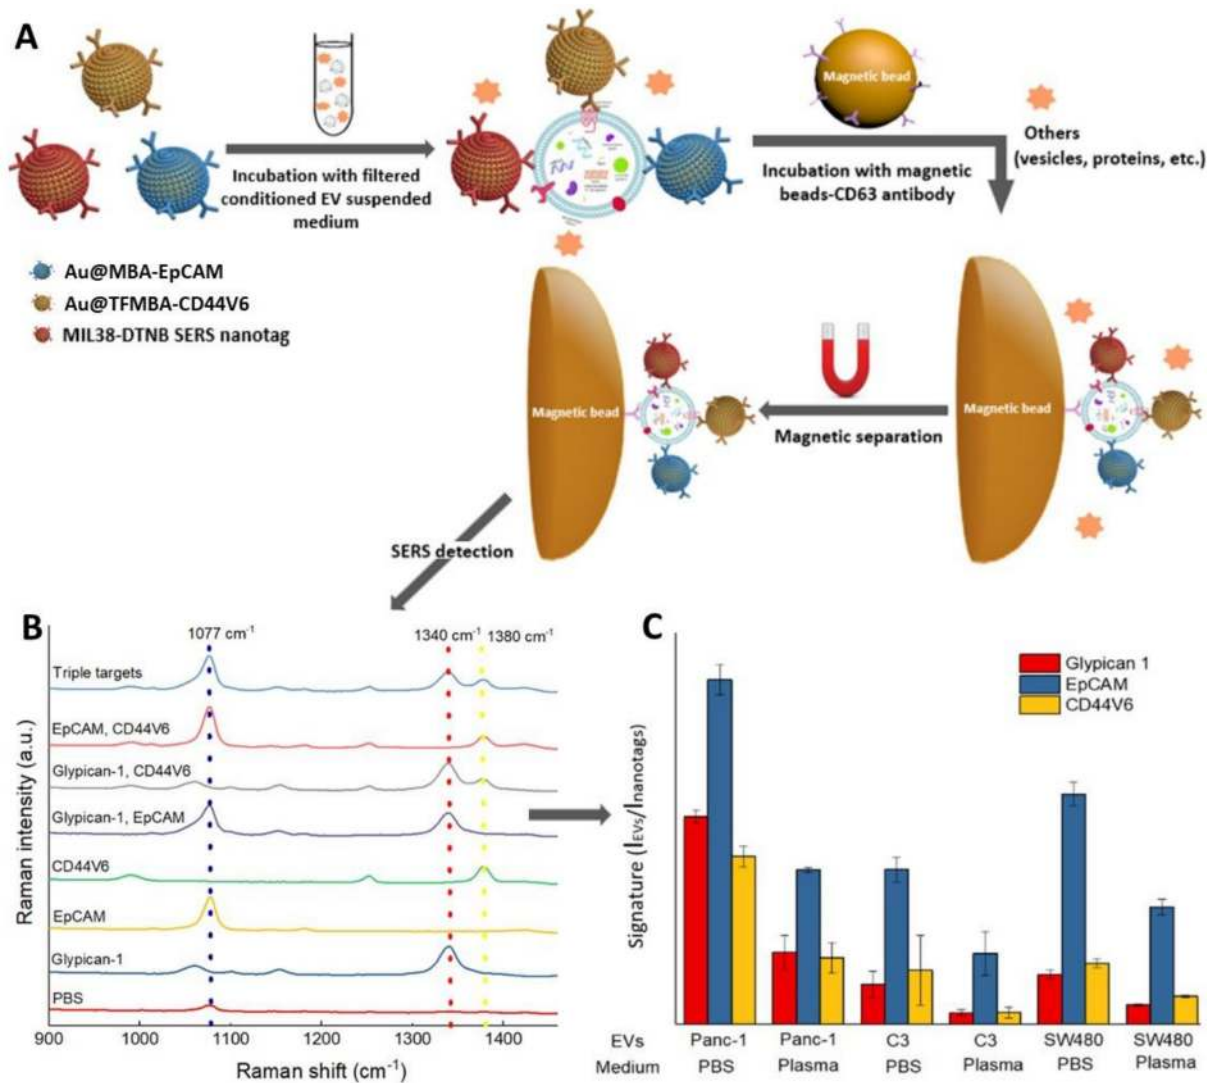 A
Magnetic bead
Others
(vesicles, proteins, etc.)
Incubation with filtered
conditioned EV suspended
medium
Incubation with magnetic
beads-CD63 antibody
Au@MBA-EpCAM
Au@TFMBA-CD44V6
MIL38-DTNB SERS nanotag
Magnetic bead
Magnetic separation
Magnetic bead
SERS detection
B
1077 cm⁻¹
1340 cm⁻¹
1380 cm⁻¹
Triple targets
EpCAM, CD44V6
Glypican-1, CD44V6
Glypican-1, EpCAM
CD44V6
EpCAM
Glypican-1
PBS
Raman intensity (a.u.)
900 1000 1100 1200 1300 1400
Raman shift (cm⁻¹)
C
Glypican 1
EpCAM
CD44V6
Signature (IEVs/Inanotags)
EVs Panc-1 Panc-1 C3 C3 SW480 SW480
Medium PBS Plasma PBS Plasma PBS Plasma